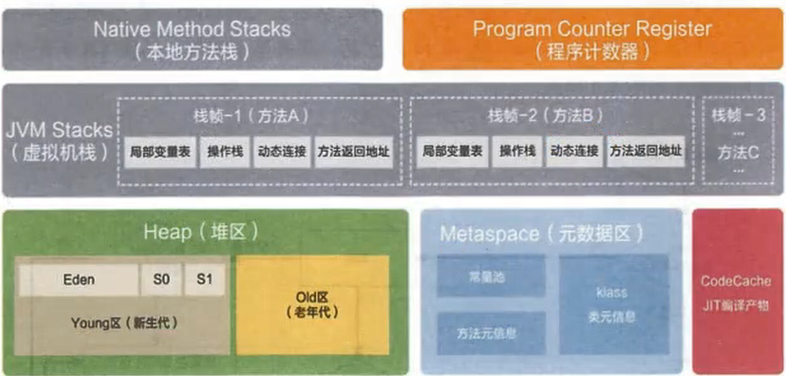 Native Method Stacks
（本地方法栈）
Program Counter Register
（程序计数器）
JVM Stacks
（虚拟机栈）
栈帧-1（方法A）
局部变量表
操作栈
动态连接
方法返回地址
栈帧-2（方法B）
局部变量表
操作栈
动态连接
方法返回地址
栈帧-3
...
方法C
...
Heap（堆区）
Eden
S0
S1
Young区（新生代）
Old区
（老年代）
Metaspace（元数据区）
常量池
方法元信息
klass
类元信息
CodeCache
JIT编译产物